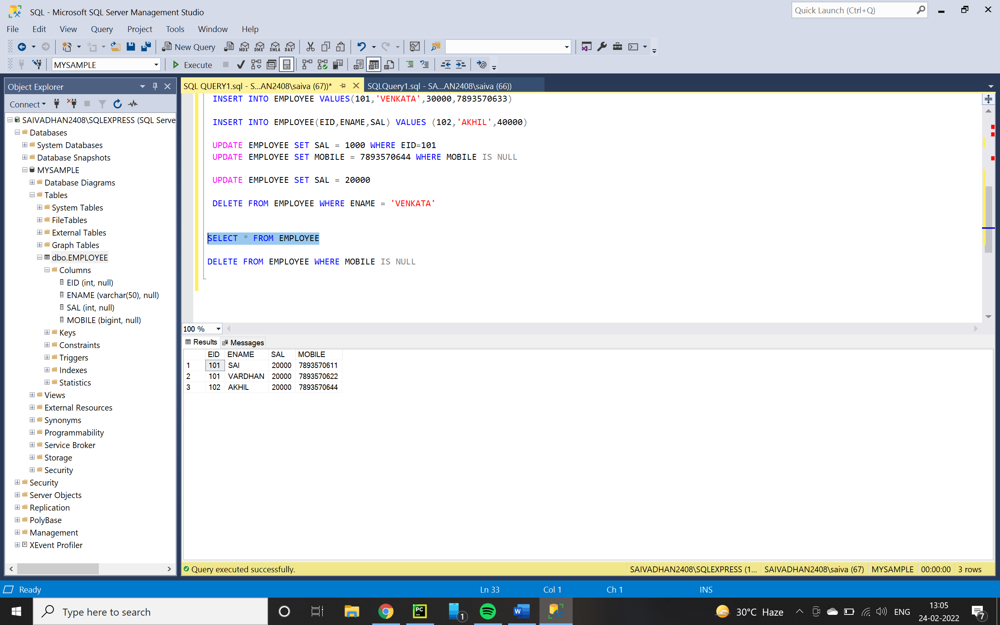 SQL - Microsoft SQL Server Management Studio
Quick Launch (Ctrl+Q)
File Edit View Query Project Tools Window Help
New Query MDX DMX XMLA DAX
MYSAMPLE Execute
Object Explorer
SQL QUERY1.sql - S...AN2408\saiva (67))* SQLQuery1.sql - SA...AN2408\saiva (66))
Connect
SAIVADHAN2408\SQLEXPRESS (SQL Serve
Databases
System Databases
Database Snapshots
MYSAMPLE
Database Diagrams
Tables
System Tables
FileTables
External Tables
Graph Tables
dbo.EMPLOYEE
Columns
EID (int, null)
ENAME (varchar(50), null)
SAL (int, null)
MOBILE (bigint, null)
Keys
Constraints
Triggers
Indexes
Statistics
Views
External Resources
Synonyms
Programmability
Service Broker
Storage
Security
Security
Server Objects
Replication
PolyBase
Management
XEvent Profiler
INSERT INTO EMPLOYEE VALUES(101,'VENKATA',30000,7893570633)
INSERT INTO EMPLOYEE(EID,ENAME,SAL) VALUES (102,'AKHIL',40000)
UPDATE EMPLOYEE SET SAL = 1000 WHERE EID=101
UPDATE EMPLOYEE SET MOBILE = 7893570644 WHERE MOBILE IS NULL
UPDATE EMPLOYEE SET SAL = 20000
DELETE FROM EMPLOYEE WHERE ENAME = 'VENKATA'
SELECT * FROM EMPLOYEE
DELETE FROM EMPLOYEE WHERE MOBILE IS NULL
100 %
Results Messages
EID ENAME SAL MOBILE
1 101 SAI 20000 7893570611
2 101 VARDHAN 20000 7893570622
3 102 AKHIL 20000 7893570644
Query executed successfully. SAIVADHAN2408\SQLEXPRESS (1... SAIVADHAN2408\saiva (67) MYSAMPLE 00:00:00 3 rows
Ready Ln 33 Col 1 Ch 1 INS
Type here to search PC 1 W 30°C Haze ENG 13:05
24-02-2022 7